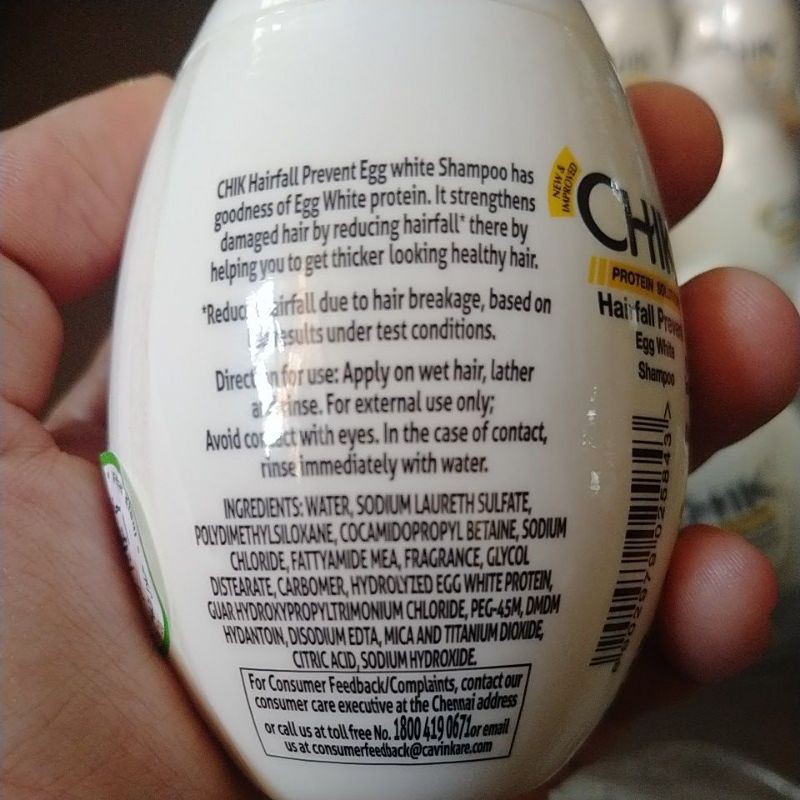 CHIK Hairfall Prevent Egg white Shampoo has
goodness of Egg White protein. It strengthens
damaged hair by reducing hairfall* there by
helping you to get thicker looking healthy hair.
*Reduc airfall due to hair breakage, based on
results under test conditions.
Direction for use: Apply on wet hair, lather
and rinse. For external use only;
Avoid contact with eyes. In the case of contact,
rinse immediately with water.
INGREDIENTS: WATER, SODIUM LAURETH SULFATE,
POLYDIMETHYLSILOXANE, COCAMIDOPROPYL BETAINE, SODIUM
CHLORIDE, FATTYAMIDE MEA, FRAGRANCE, GLYCOL
DISTEARATE, CARBOMER, HYDROLYZED EGG WHITE PROTEIN,
GUAR HYDROXYPROPYLTRIMONIUM CHLORIDE, PEG-45M, DMDM
HYDANTOIN, DISODIUM EDTA, MICA AND TITANIUM DIOXIDE,
CITRIC ACID, SODIUM HYDROXIDE.
For Consumer Feedback/Complaints, contact our
consumer care executive at the Chennai address
or call us at toll free No. 1800 419 0671 or email
us at consumerfeedback@cavinkare.com
NEW &
IMPROVED
CHIK
PROTEIN
Hairfall Prevent
Egg White
Shampoo